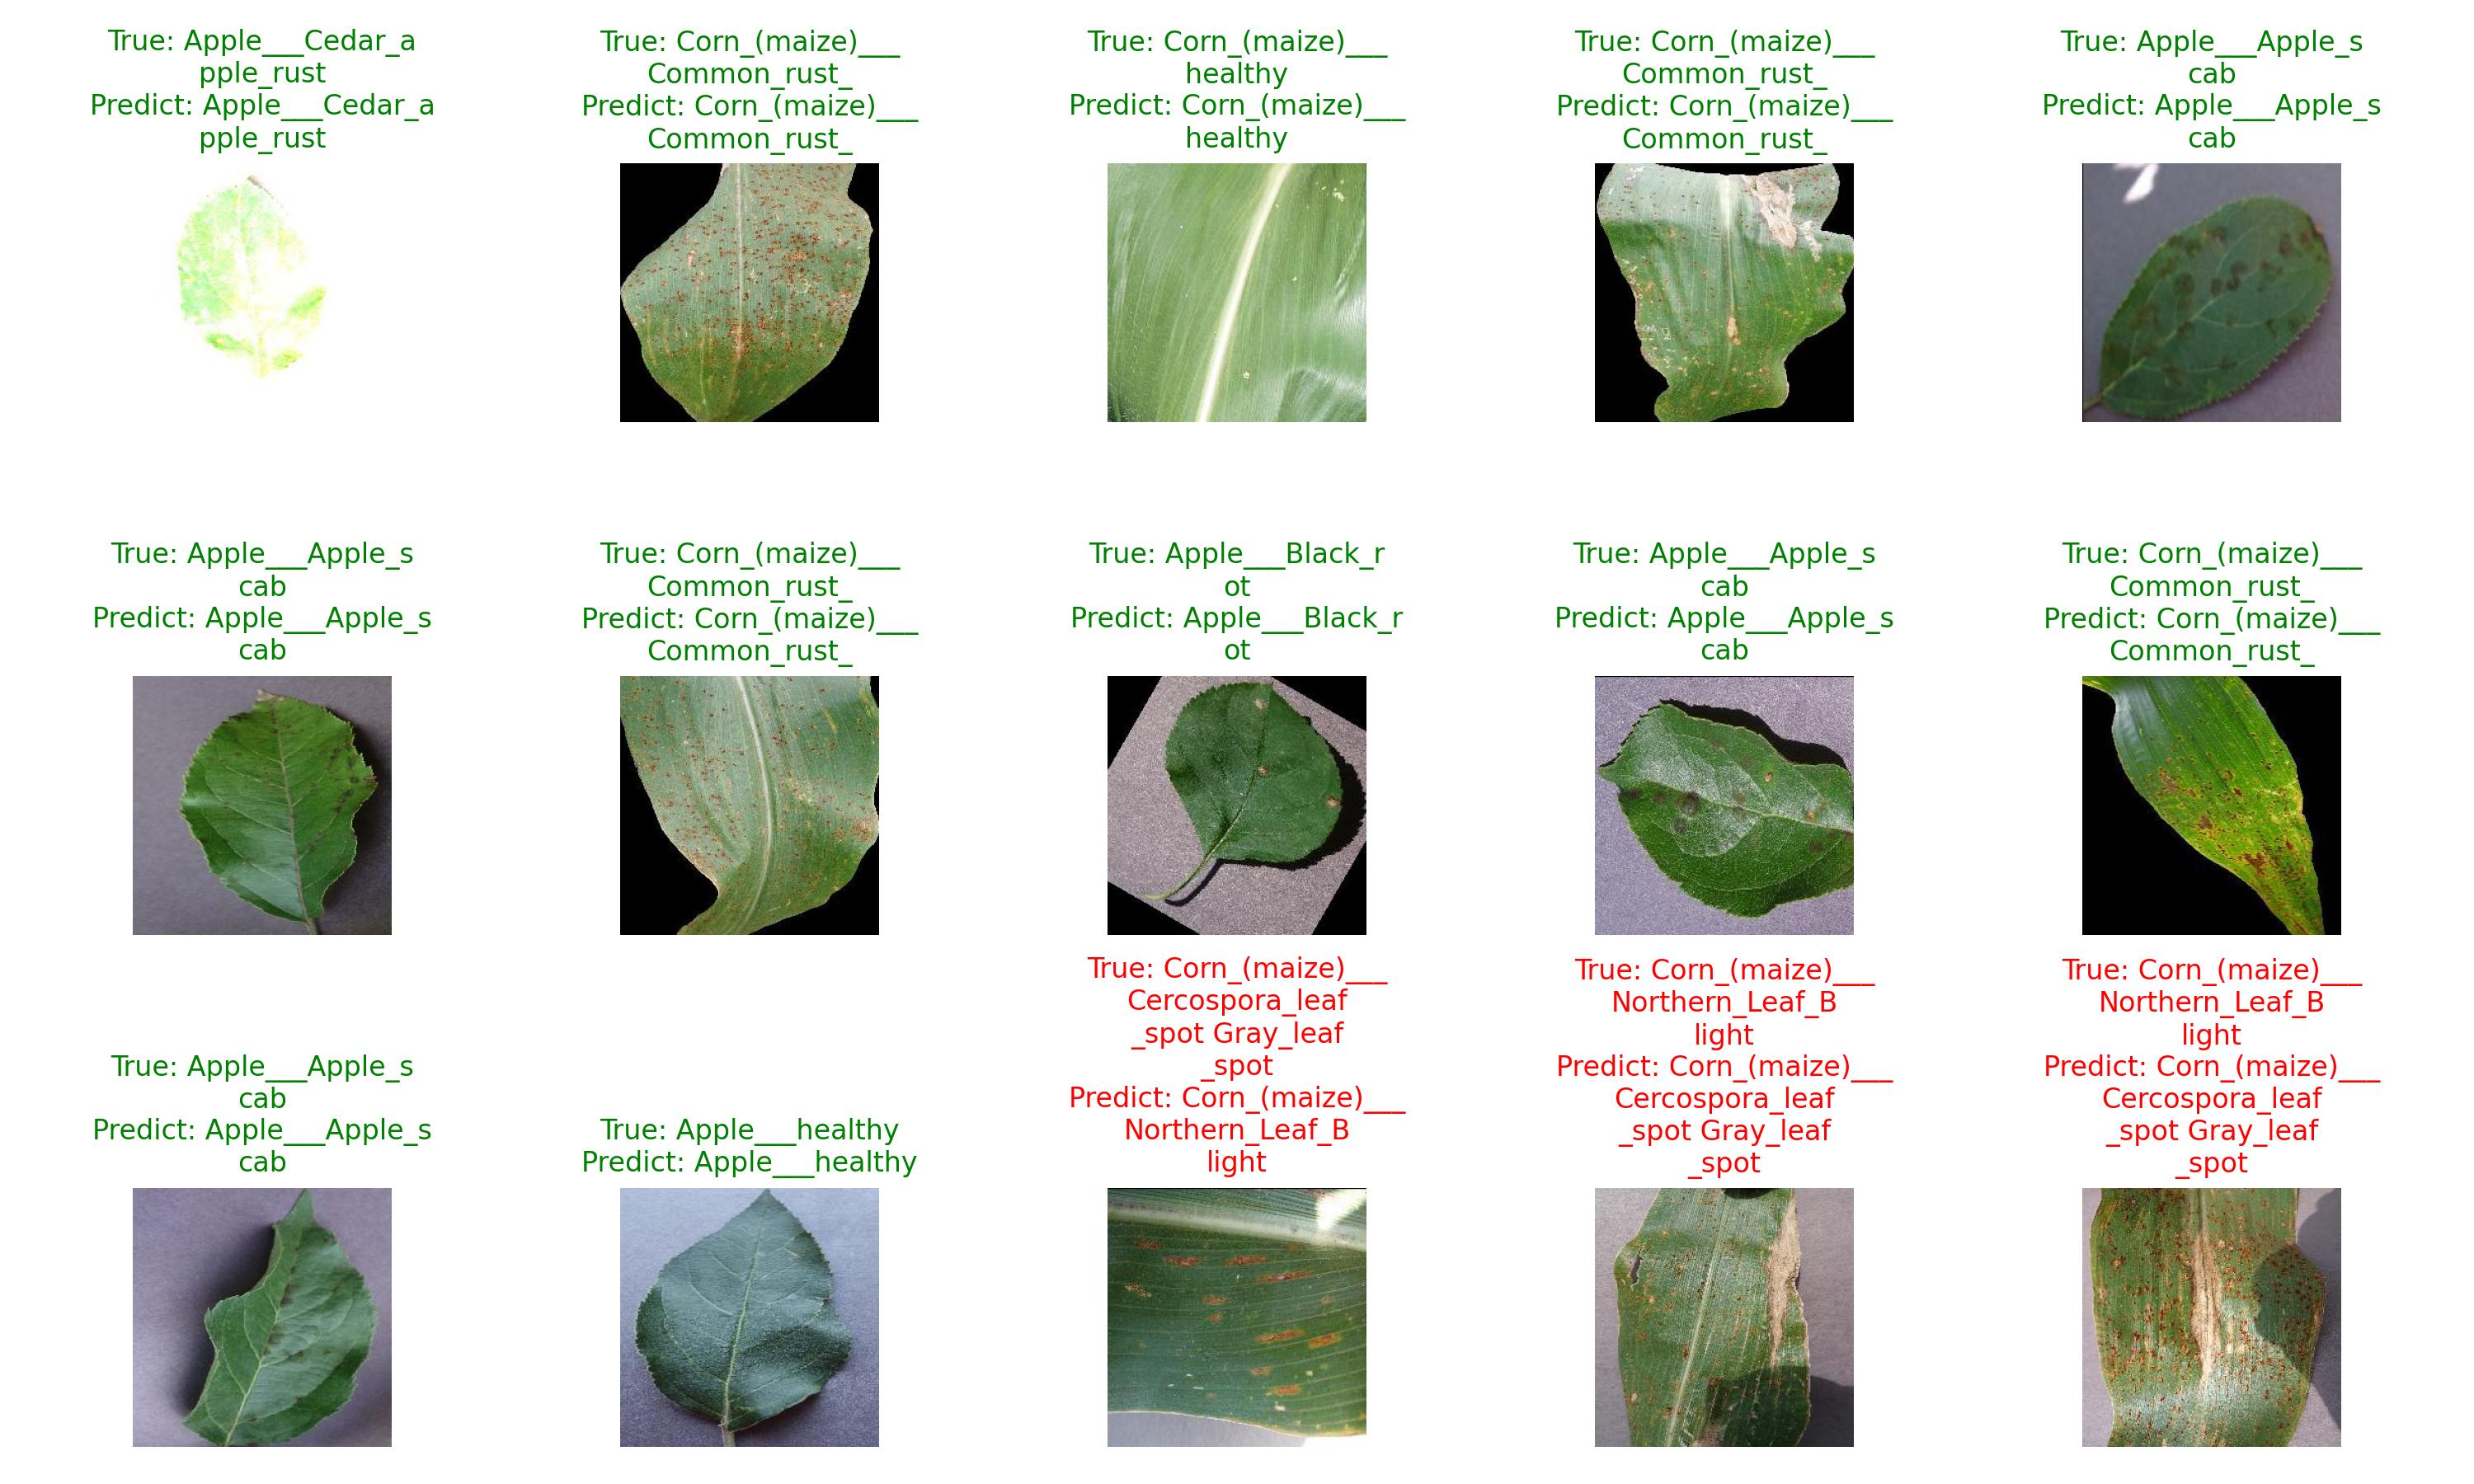 True: Apple___Cedar_a
pple_rust
Predict: Apple___Cedar_a
pple_rust
True: Corn_(maize)___
Common_rust_
Predict: Corn_(maize)___
Common_rust_
True: Corn_(maize)___
healthy
Predict: Corn_(maize)___
healthy
True: Corn_(maize)___
Common_rust_
Predict: Corn_(maize)___
Common_rust_
True: Apple___Apple_s
cab
Predict: Apple___Apple_s
cab
True: Apple___Apple_s
cab
Predict: Apple___Apple_s
cab
True: Corn_(maize)___
Common_rust_
Predict: Corn_(maize)___
Common_rust_
True: Apple___Black_r
ot
Predict: Apple___Black_r
ot
True: Apple___Apple_s
cab
Predict: Apple___Apple_s
cab
True: Corn_(maize)___
Common_rust_
Predict: Corn_(maize)___
Common_rust_
True: Apple___Apple_s
cab
Predict: Apple___Apple_s
cab
True: Apple___healthy
Predict: Apple___healthy
True: Corn_(maize)___
Cercospora_leaf
_spot Gray_leaf
_spot
Predict: Corn_(maize)___
Northern_Leaf_B
light
True: Corn_(maize)___
Northern_Leaf_B
light
Predict: Corn_(maize)___
Cercospora_leaf
_spot Gray_leaf
_spot
True: Corn_(maize)___
Northern_Leaf_B
light
Predict: Corn_(maize)___
Cercospora_leaf
_spot Gray_leaf
_spot